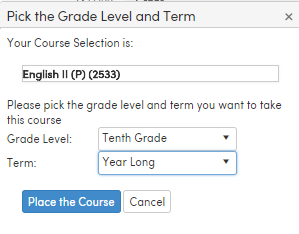 Pick the Grade Level and Term
Your Course Selection is:
English II (P) (2533)
Please pick the grade level and term you want to take
this course
Grade Level: Tenth Grade
Term: Year Long
Place the Course Cancel